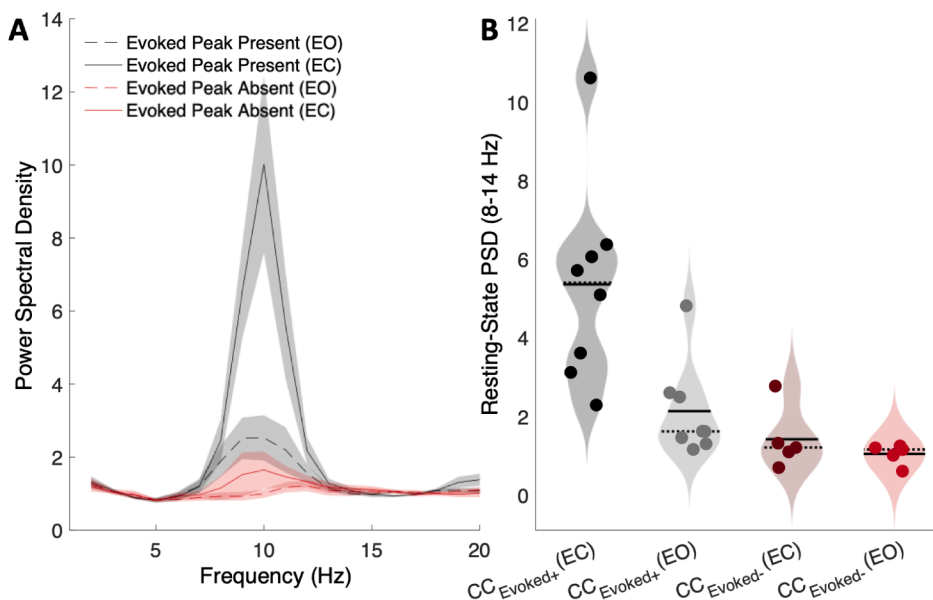 A
Power Spectral Density
14
12
10
8
6
4
2
0
Evoked Peak Present (EO)
Evoked Peak Present (EC)
Evoked Peak Absent (EO)
Evoked Peak Absent (EC)
5
10
15
20
Frequency (Hz)
B
Resting-State PSD (8-14 Hz)
12
10
8
6
4
2
0
CC Evoked+ (EC)
CC Evoked+ (EO)
CC Evoked- (EC)
CC Evoked- (EO)